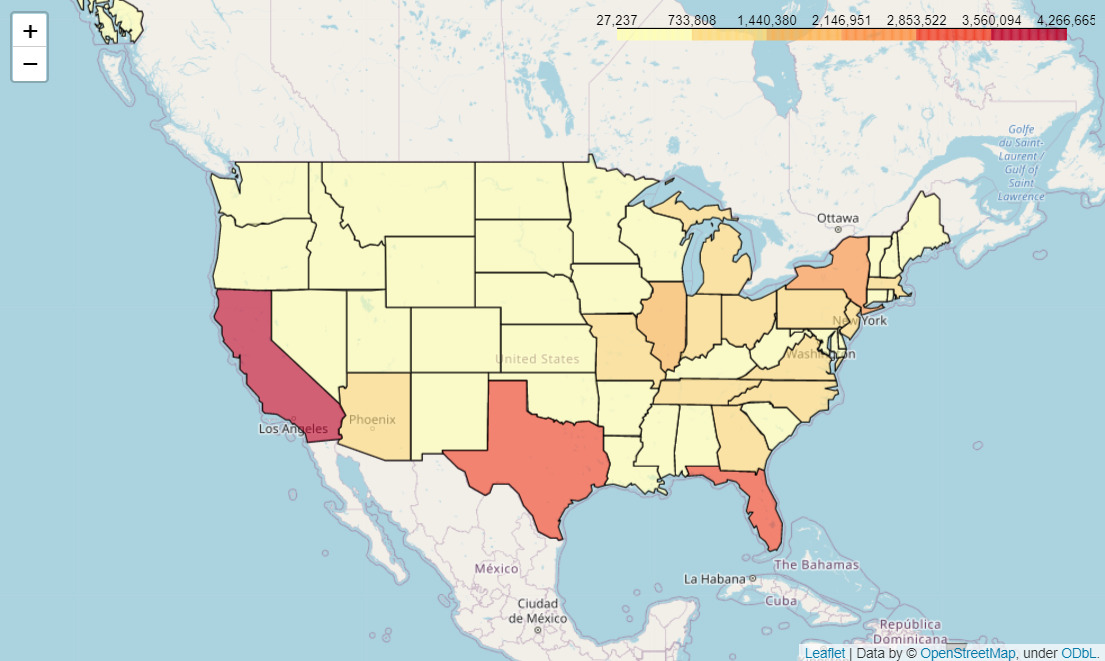 +
−
27,237 733,808 1,440,380 2,146,951 2,853,522 3,560,094 4,266,665
Golfe
du Saint-
Laurent /
Gulf of
Saint
Lawrence
Ottawa
New York
United States
Phoenix
Los Angeles
México
Ciudad
de México
La Habana
The Bahamas
Cuba
República
Dominicana
Leaflet | Data by © OpenStreetMap, under ODbL.